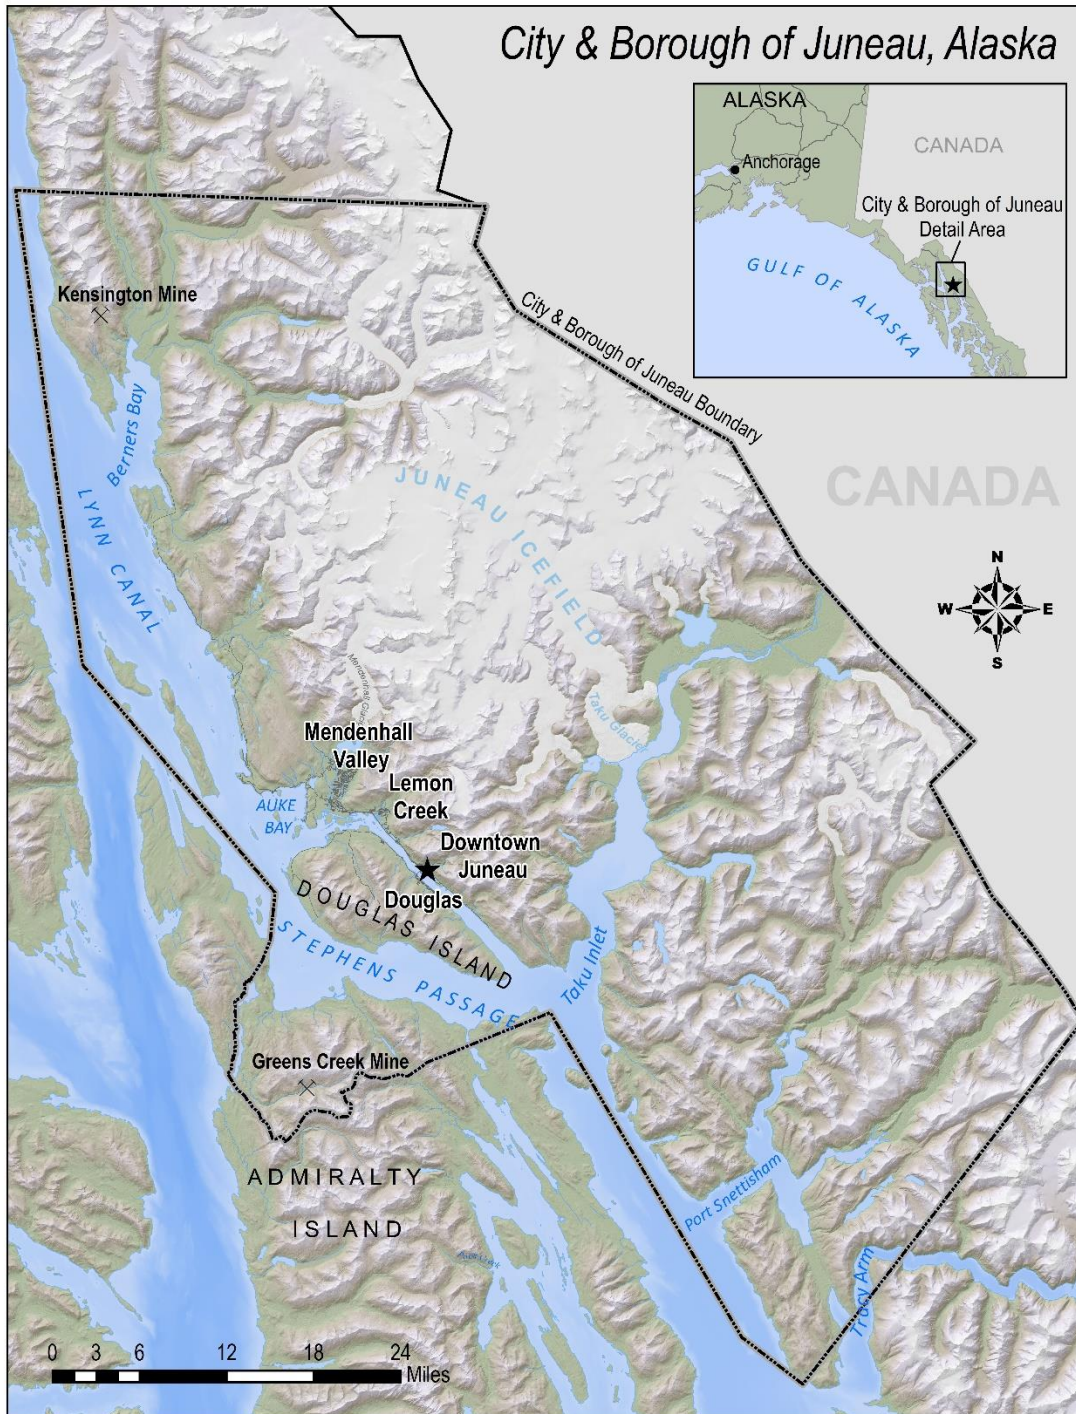 City & Borough of Juneau, Alaska
ALASKA
CANADA
Anchorage
City & Borough of Juneau
Detail Area
GULF OF ALASKA
Kensington Mine
City & Borough of Juneau Boundary
Berners Bay
CANADA
JUNEAU ICEFIELD
LYNN CANAL
N
W
E
S
Mendenhall
Taku Glacier
Mendenhall
Valley
Lemon
Creek
AUKE
BAY
Downtown
Juneau
Douglas
DOUGLAS ISLAND
STEPHENS PASSAGE
Taku Inlet
Greens Creek Mine
ADMIRALTY
ISLAND
Port Snettisham
Tracy Arm
0 3 6 12 18 24
Miles